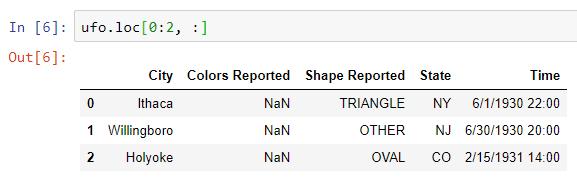 In [6]: ufo.loc[0:2, :]
Out[6]:
City Colors Reported Shape Reported State Time
0 Ithaca NaN TRIANGLE NY 6/1/1930 22:00
1 Willingboro NaN OTHER NJ 6/30/1930 20:00
2 Holyoke NaN OVAL CO 2/15/1931 14:00